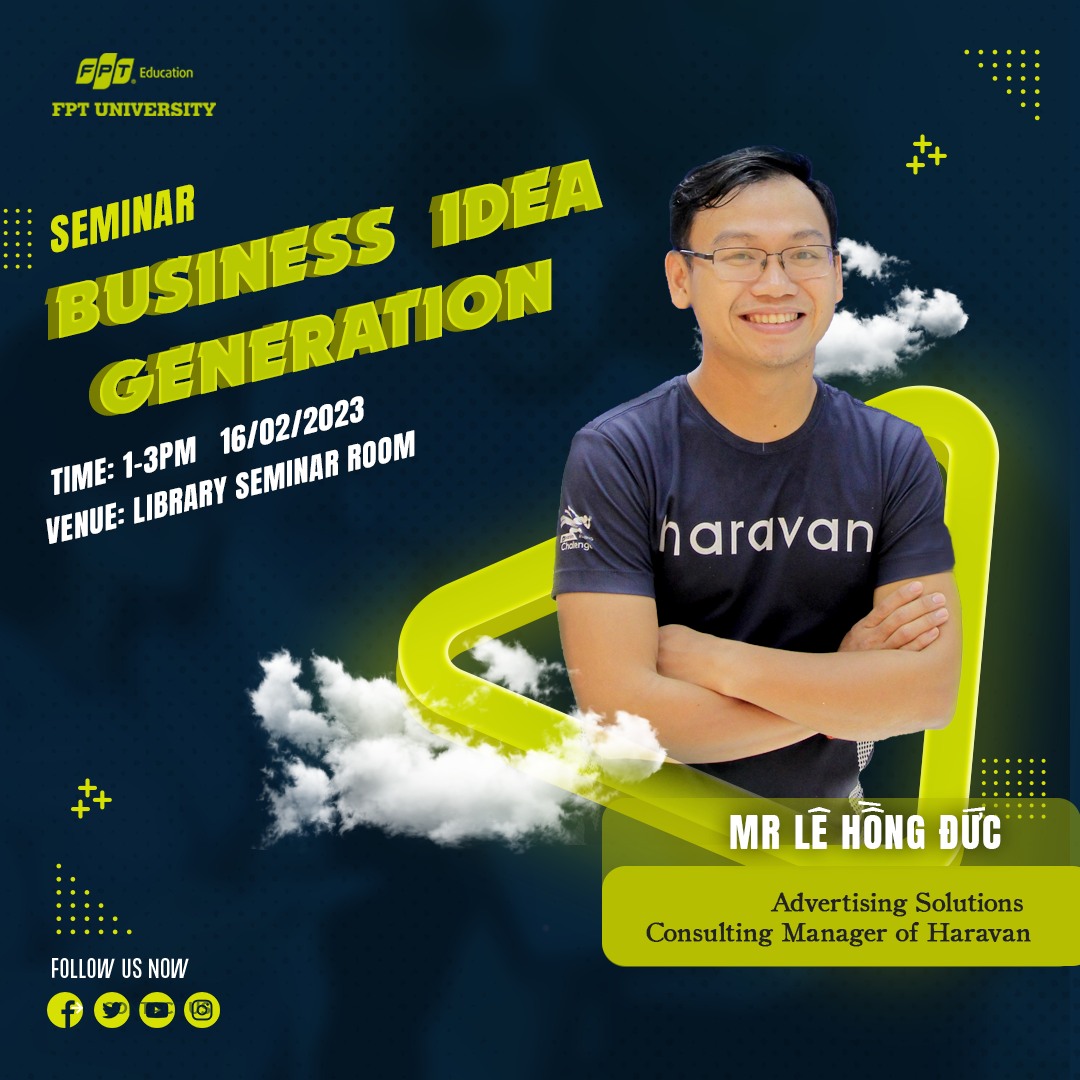 FPT Education
FPT UNIVERSITY
SEMINAR
BUSINESS IDEA
GENERATION
TIME: 1-3PM 16/02/2023
VENUE: LIBRARY SEMINAR ROOM
haravan
Challenge
MR LÊ HỒNG ĐỨC
Advertising Solutions
Consulting Manager of Haravan
FOLLOW US NOW